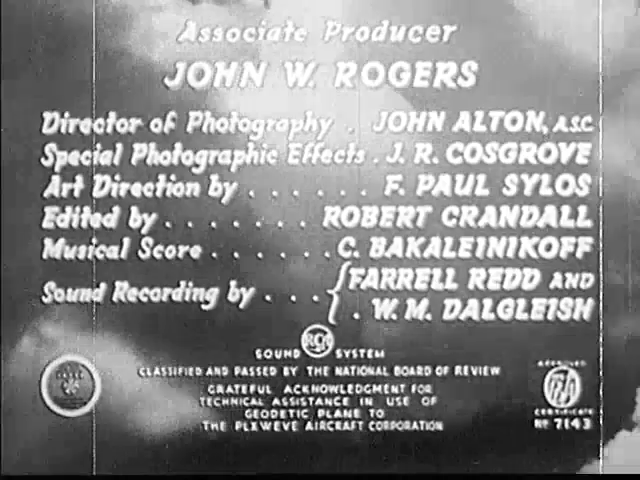 Associate Producer
JOHN W. ROGERS
Director of Photography . JOHN ALTON, A.S.C.
Special Photographic Effects . J. R. COSGROVE
Art Direction by . . . . . . F. PAUL SYLOS
Edited by . . . . . . . ROBERT CRANDALL
Musical Score . . . . . . C. BAKALEINIKOFF
Sound Recording by . . . { FARRELL REDD AND
. W. M. DALGLEISH
RCA
SOUND SYSTEM
CLASSIFIED AND PASSED BY THE NATIONAL BOARD OF REVIEW
GRATEFUL ACKNOWLEDGMENT FOR
TECHNICAL ASSISTANCE IN USE OF
GEODETIC PLANE TO
THE PLXWEVE AIRCRAFT CORPORATION
APPROVED
CERTIFICATE
No 7143